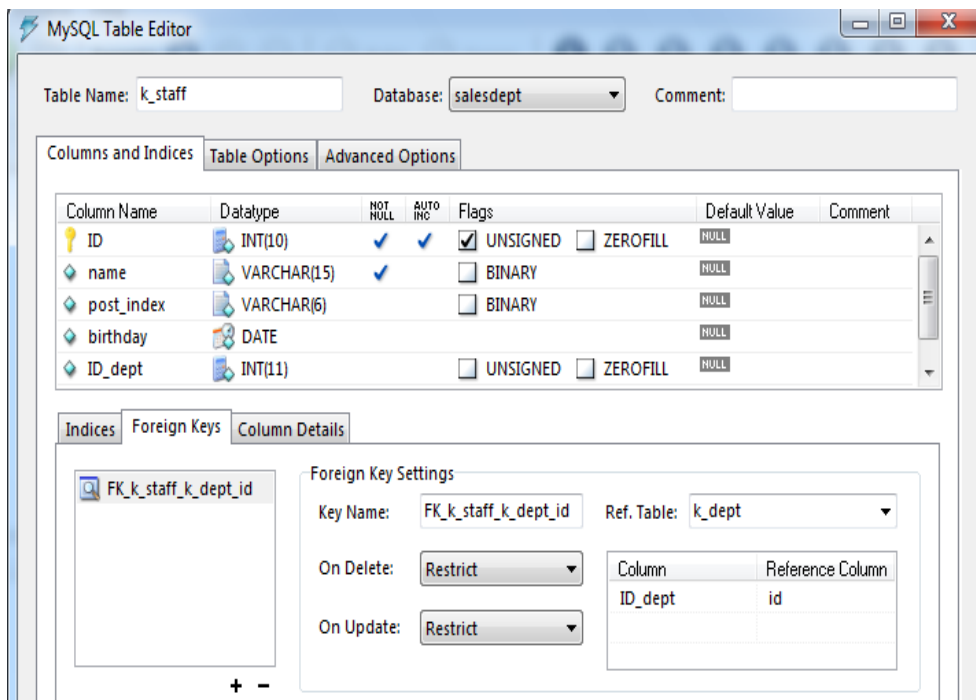 MySQL Table Editor
Table Name: k_staff Database: salesdept Comment:
Columns and Indices Table Options Advanced Options
Column Name Datatype NOT NULL AUTO INC Flags Default Value Comment
ID INT(10) UNSIGNED ZEROFILL NULL
name VARCHAR(15) BINARY NULL
post_index VARCHAR(6) BINARY NULL
birthday DATE NULL
ID_dept INT(11) UNSIGNED ZEROFILL NULL
Indices Foreign Keys Column Details
FK_k_staff_k_dept_id
Foreign Key Settings
Key Name: FK_k_staff_k_dept_id Ref. Table: k_dept
On Delete: Restrict
Column Reference Column
ID_dept id
On Update: Restrict
+ −